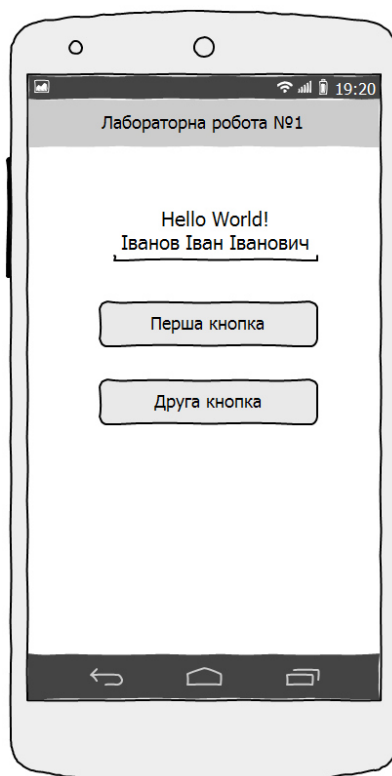 19:20
Лабораторна робота №1
Hello World!
Іванов Іван Іванович
Перша кнопка
Друга кнопка